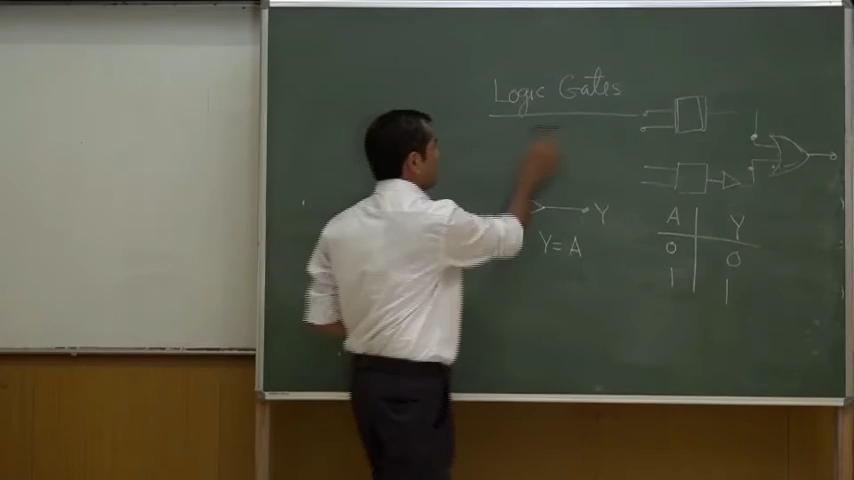 Logic Gates
Y
Y = A
A Y
0 0
1 1